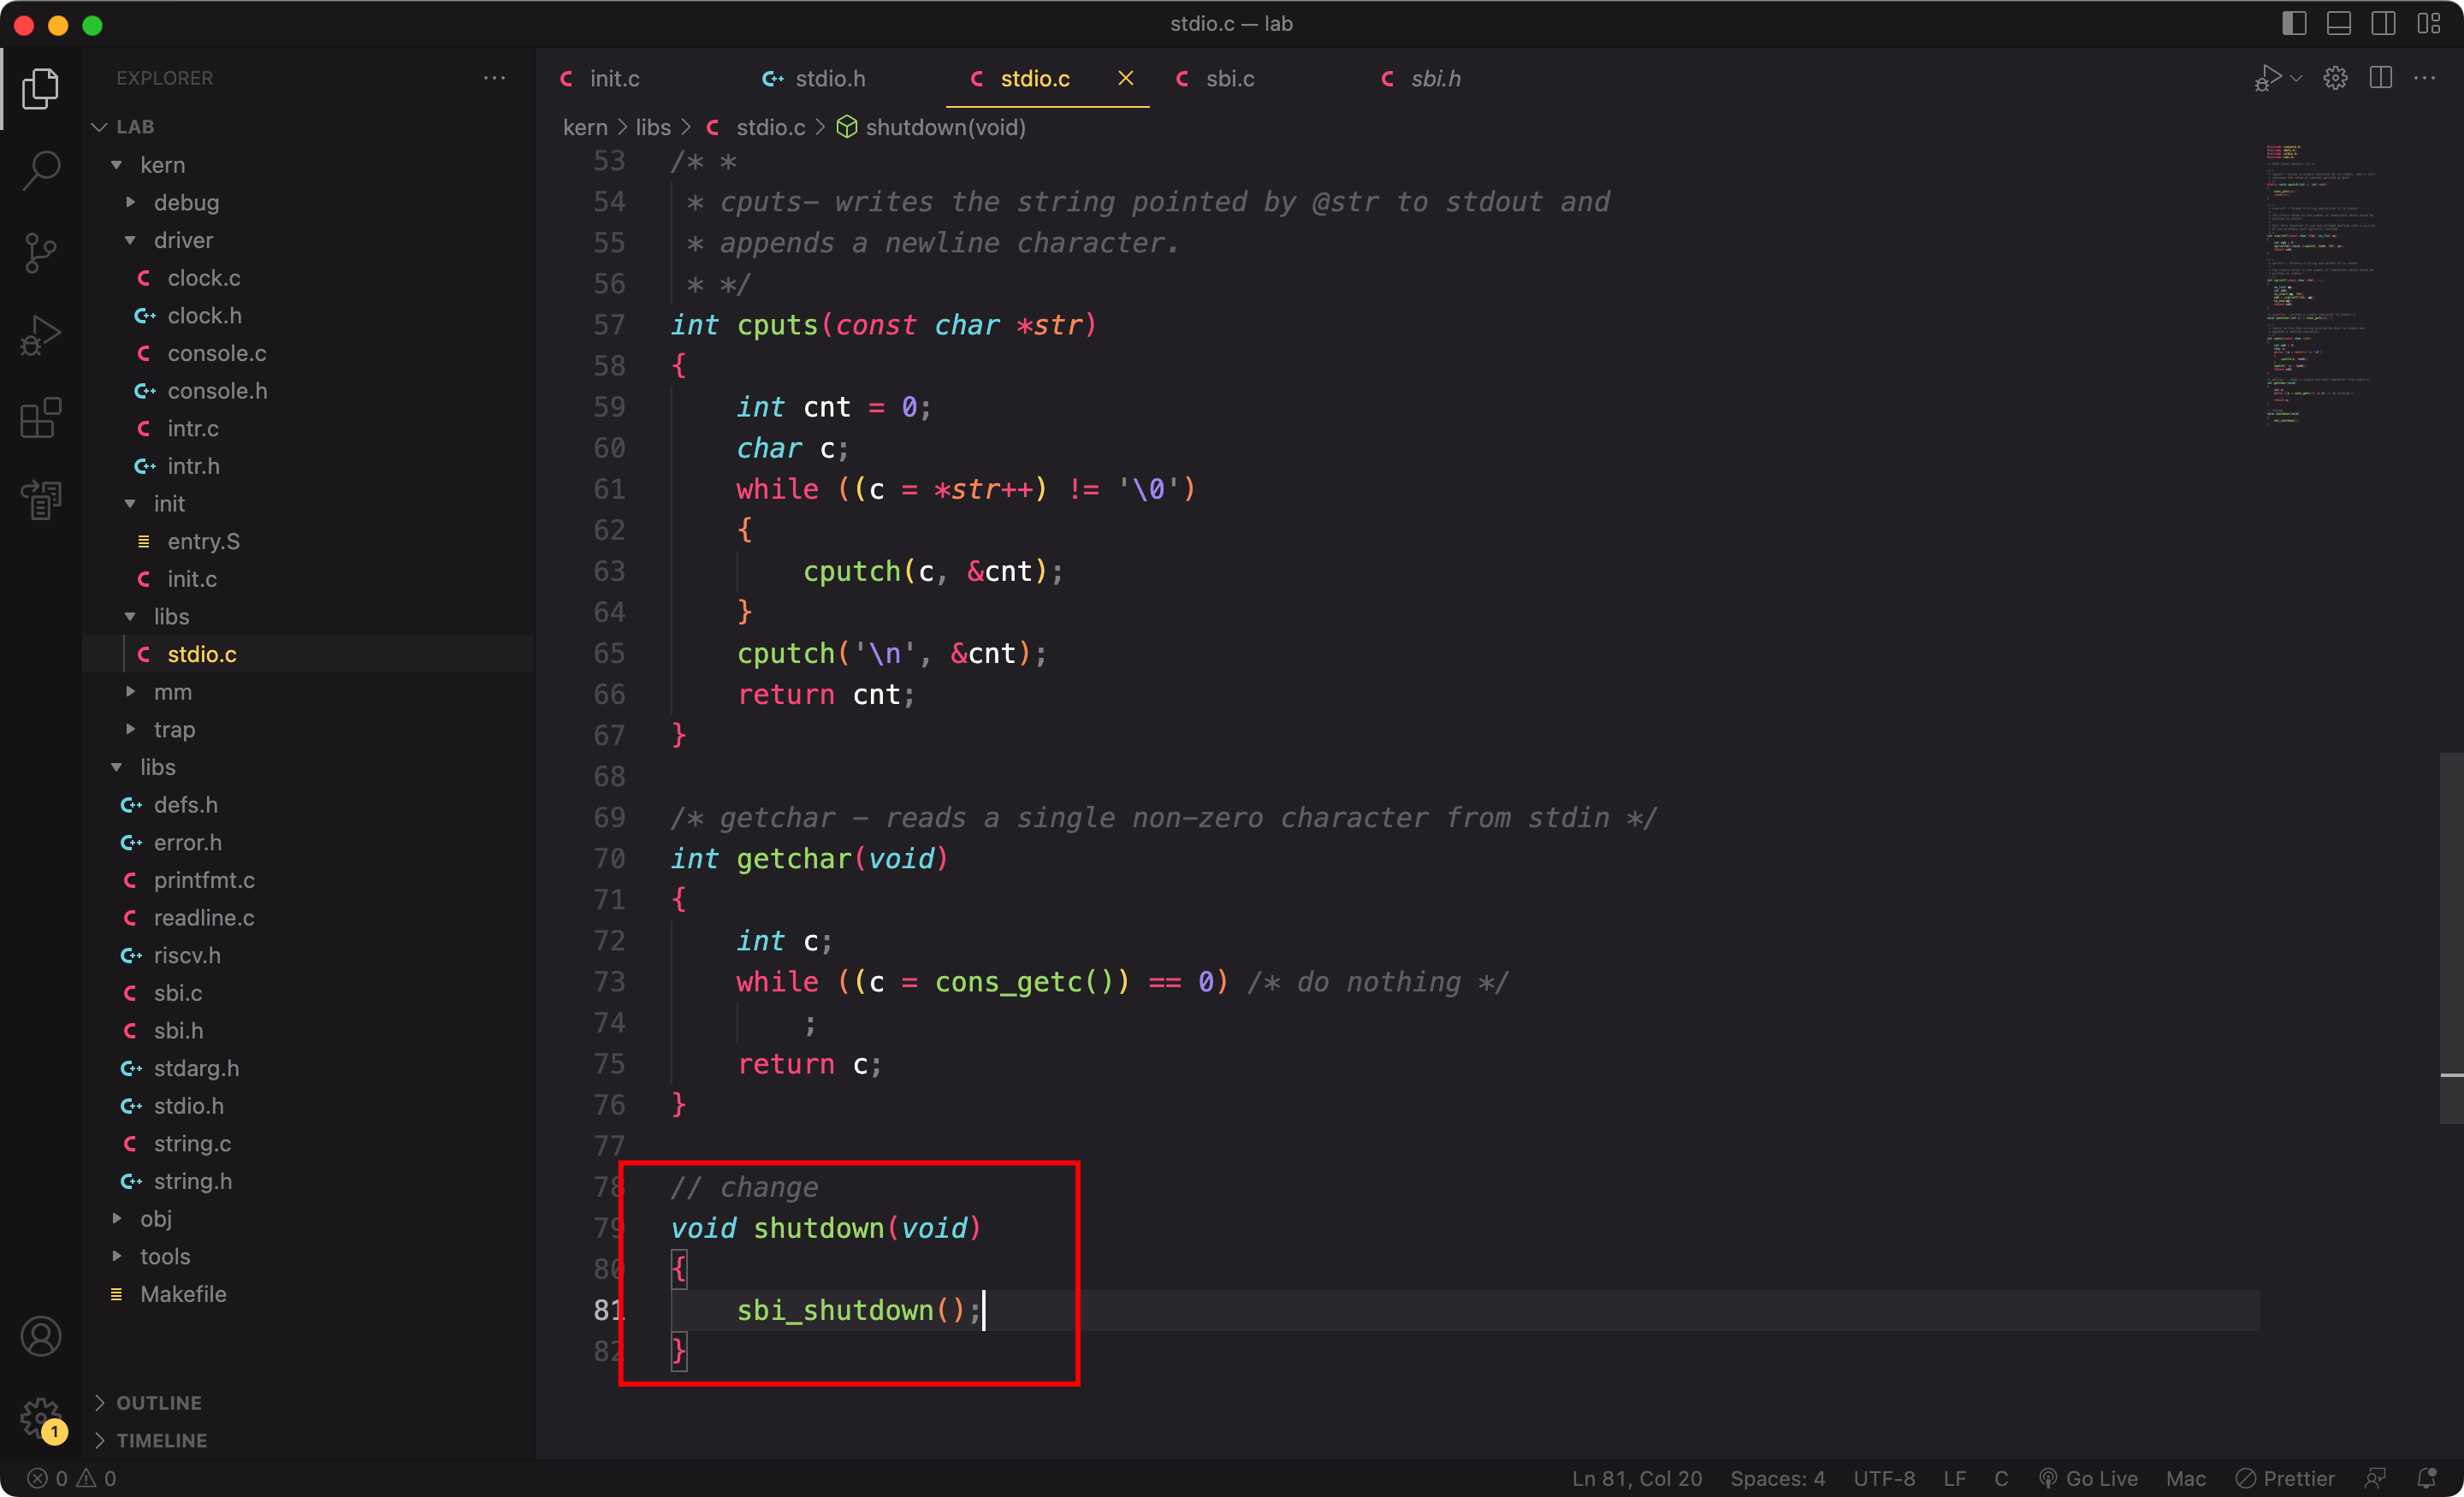 stdio.c — lab
EXPLORER
LAB
kern
debug
driver
clock.c
clock.h
console.c
console.h
intr.c
intr.h
init
entry.S
init.c
libs
stdio.c
mm
trap
libs
defs.h
error.h
printfmt.c
readline.c
riscv.h
sbi.c
sbi.h
stdarg.h
stdio.h
string.c
string.h
obj
tools
Makefile
OUTLINE
TIMELINE
1
init.c stdio.h stdio.c sbi.c sbi.h
kern > libs > stdio.c > shutdown(void)
53 /* *
54 * cputs- writes the string pointed by @str to stdout and
55 * appends a newline character.
56 * */
57 int cputs(const char *str)
58 {
59 int cnt = 0;
60 char c;
61 while ((c = *str++) != '\0')
62 {
63 cputch(c, &cnt);
64 }
65 cputch('\n', &cnt);
66 return cnt;
67 }
68
69 /* getchar - reads a single non-zero character from stdin */
70 int getchar(void)
71 {
72 int c;
73 while ((c = cons_getc()) == 0) /* do nothing */
74 ;
75 return c;
76 }
77
78 // change
79 void shutdown(void)
80 {
81 sbi_shutdown();
82 }
0 0 Ln 81, Col 20 Spaces: 4 UTF-8 LF C Go Live Mac Prettier